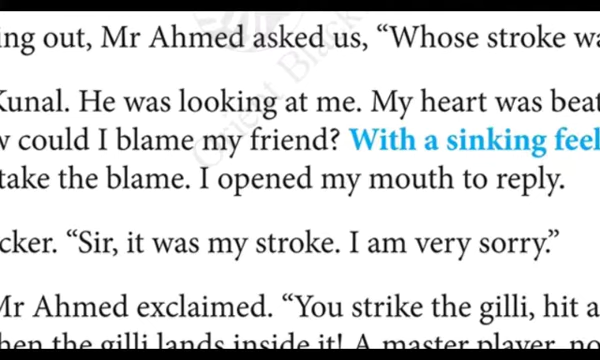 ing out, Mr Ahmed asked us, “Whose stroke wa
Kunal. He was looking at me. My heart was beat
w could I blame my friend? With a sinking feel
take the blame. I opened my mouth to reply.
cker. “Sir, it was my stroke. I am very sorry.”
Mr Ahmed exclaimed. “You strike the gilli, hit a
hen the gilli lands inside it! A master player, no
Orient Black